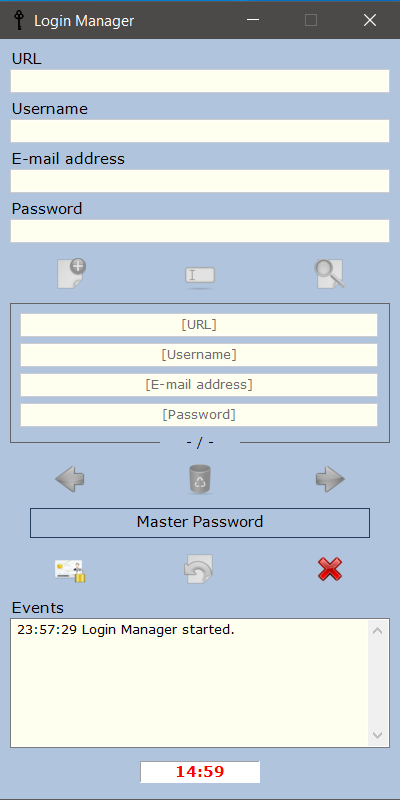 Login Manager
URL
Username
E-mail address
Password
[URL]
[Username]
[E-mail address]
[Password]
- / -
Master Password
Events
23:57:29 Login Manager started.
14:59